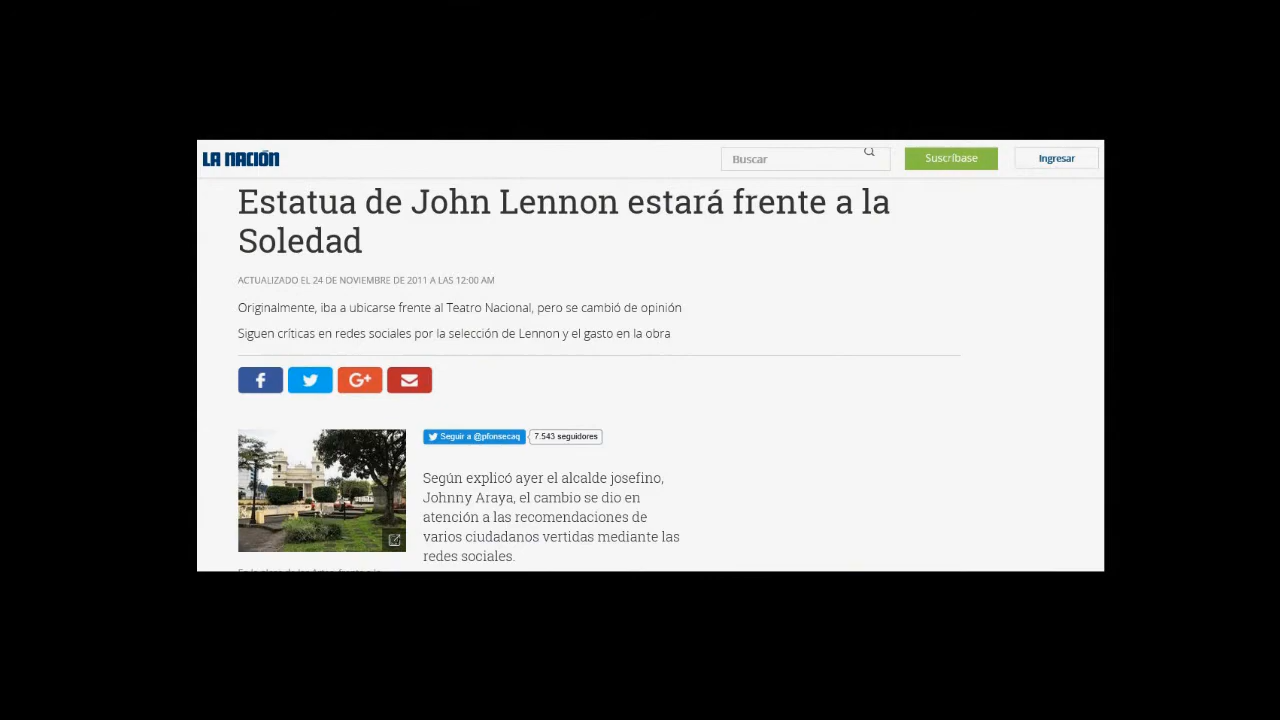 LA NACIÓN
Buscar
Suscríbase
Ingresar
Estatua de John Lennon estará frente a la
Soledad
ACTUALIZADO EL 24 DE NOVIEMBRE DE 2011 A LAS 12:00 AM
Originalmente, iba a ubicarse frente al Teatro Nacional, pero se cambió de opinión
Siguen críticas en redes sociales por la selección de Lennon y el gasto en la obra
Seguir a @pfonsecaq
7.543 seguidores
Según explicó ayer el alcalde josefino,
Johnny Araya, el cambio se dio en
atención a las recomendaciones de
varios ciudadanos vertidas mediante las
redes sociales.